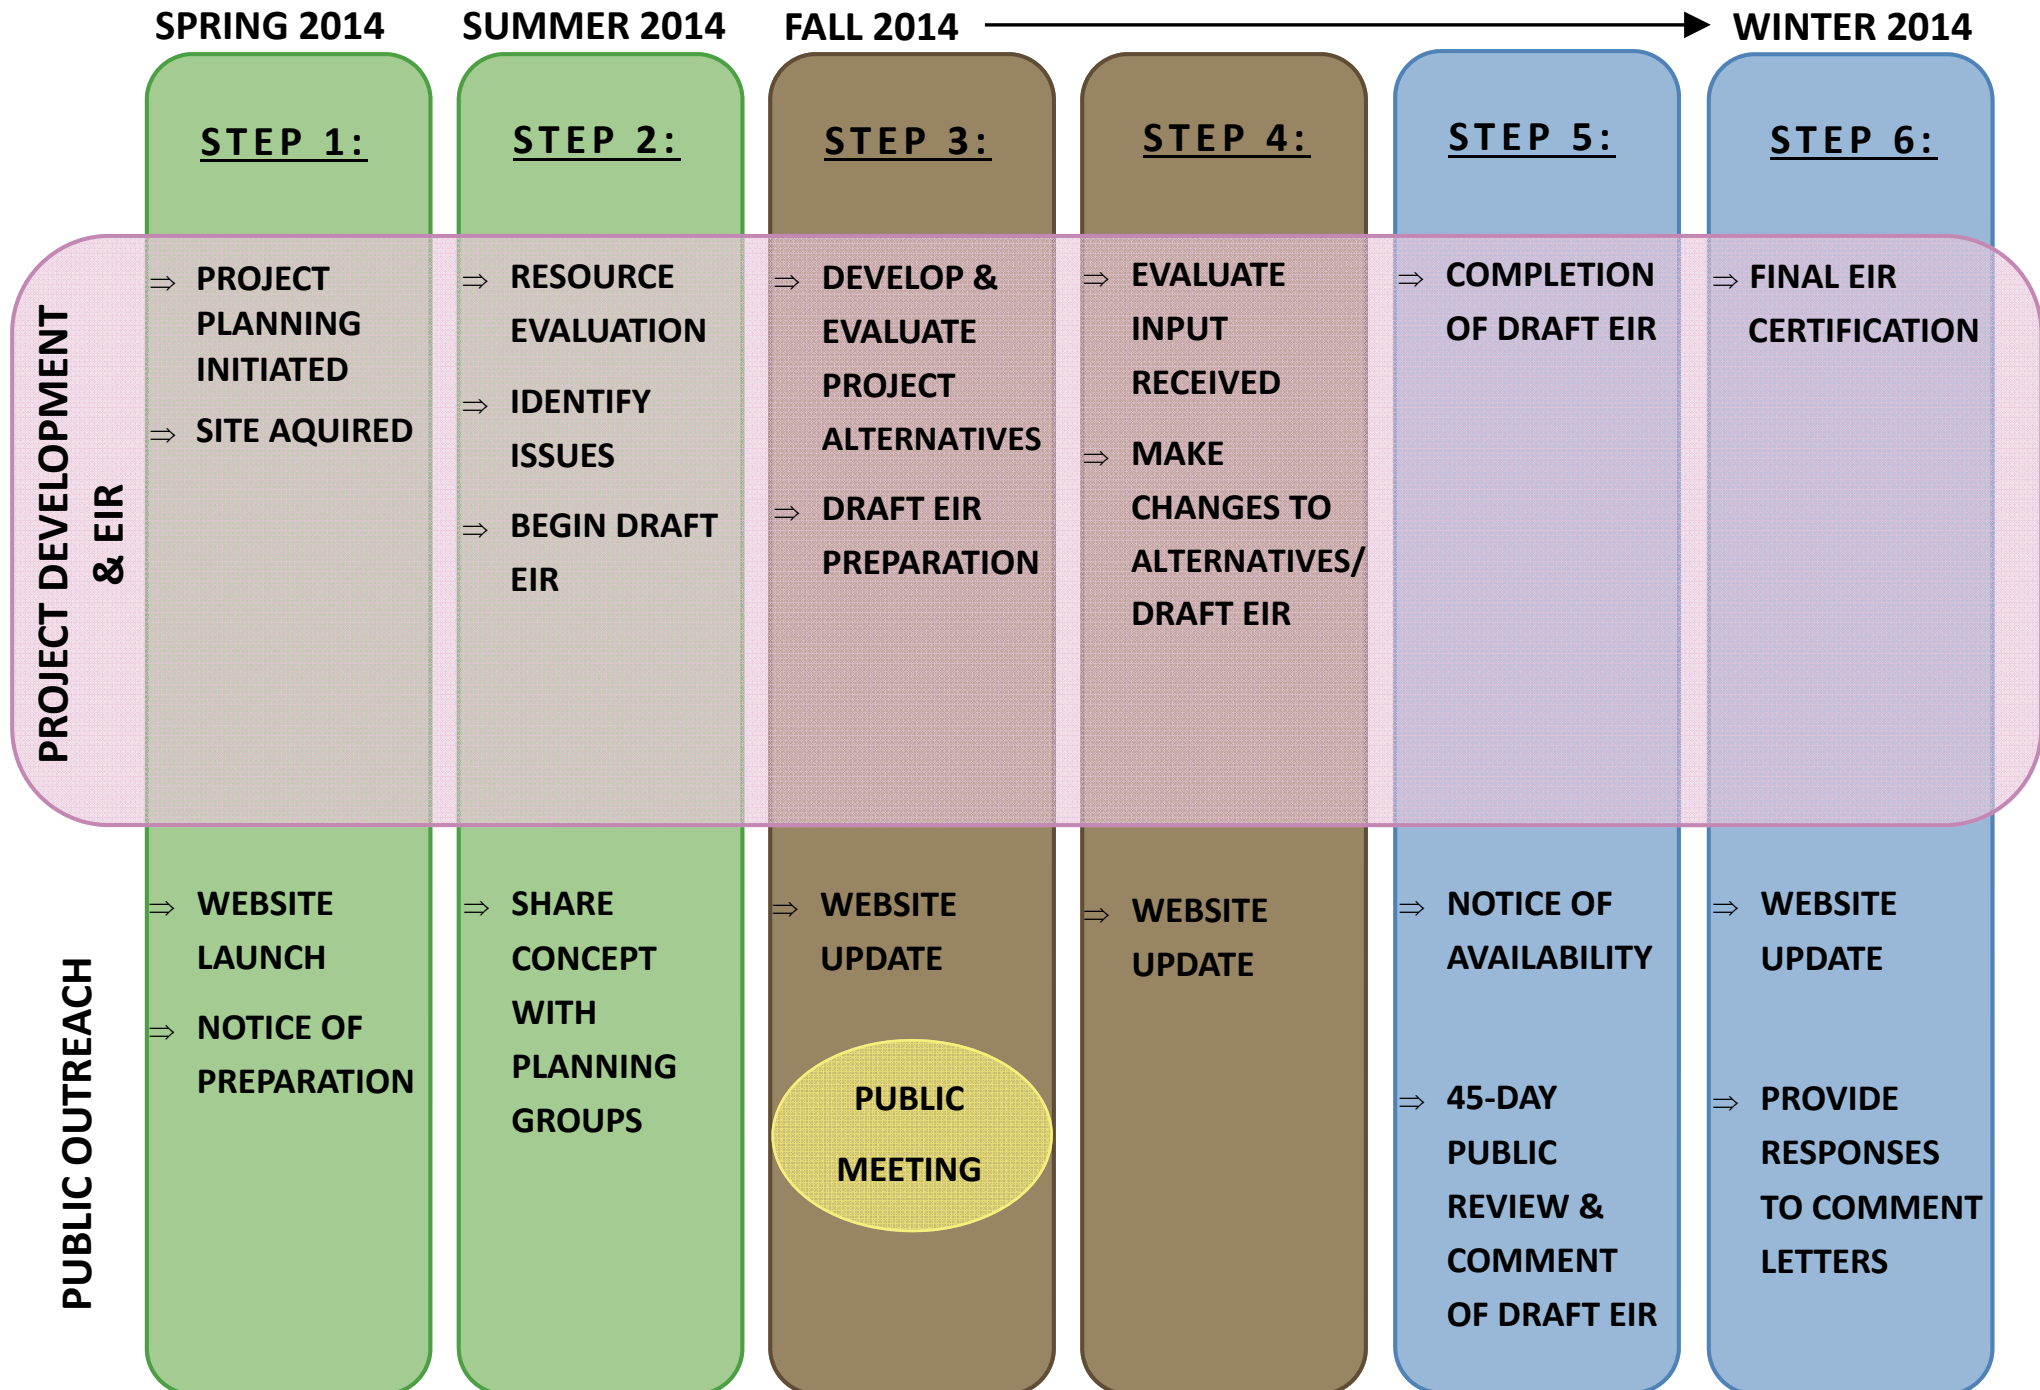 SPRING 2014
SUMMER 2014
FALL 2014
WINTER 2014
STEP 1:
STEP 2:
STEP 3:
STEP 4:
STEP 5:
STEP 6:
PROJECT DEVELOPMENT
& EIR
⇒ PROJECT
PLANNING
INITIATED
⇒ SITE AQUIRED
⇒ RESOURCE
EVALUATION
⇒ IDENTIFY
ISSUES
⇒ BEGIN DRAFT
EIR
⇒ DEVELOP &
EVALUATE
PROJECT
ALTERNATIVES
⇒ DRAFT EIR
PREPARATION
⇒ EVALUATE
INPUT
RECEIVED
⇒ MAKE
CHANGES TO
ALTERNATIVES/
DRAFT EIR
⇒ COMPLETION
OF DRAFT EIR
⇒ FINAL EIR
CERTIFICATION
PUBLIC OUTREACH
⇒ WEBSITE
LAUNCH
⇒ NOTICE OF
PREPARATION
⇒ SHARE
CONCEPT
WITH
PLANNING
GROUPS
⇒ WEBSITE
UPDATE
PUBLIC
MEETING
⇒ WEBSITE
UPDATE
⇒ NOTICE OF
AVAILABILITY
⇒ 45-DAY
PUBLIC
REVIEW &
COMMENT
OF DRAFT EIR
⇒ WEBSITE
UPDATE
⇒ PROVIDE
RESPONSES
TO COMMENT
LETTERS